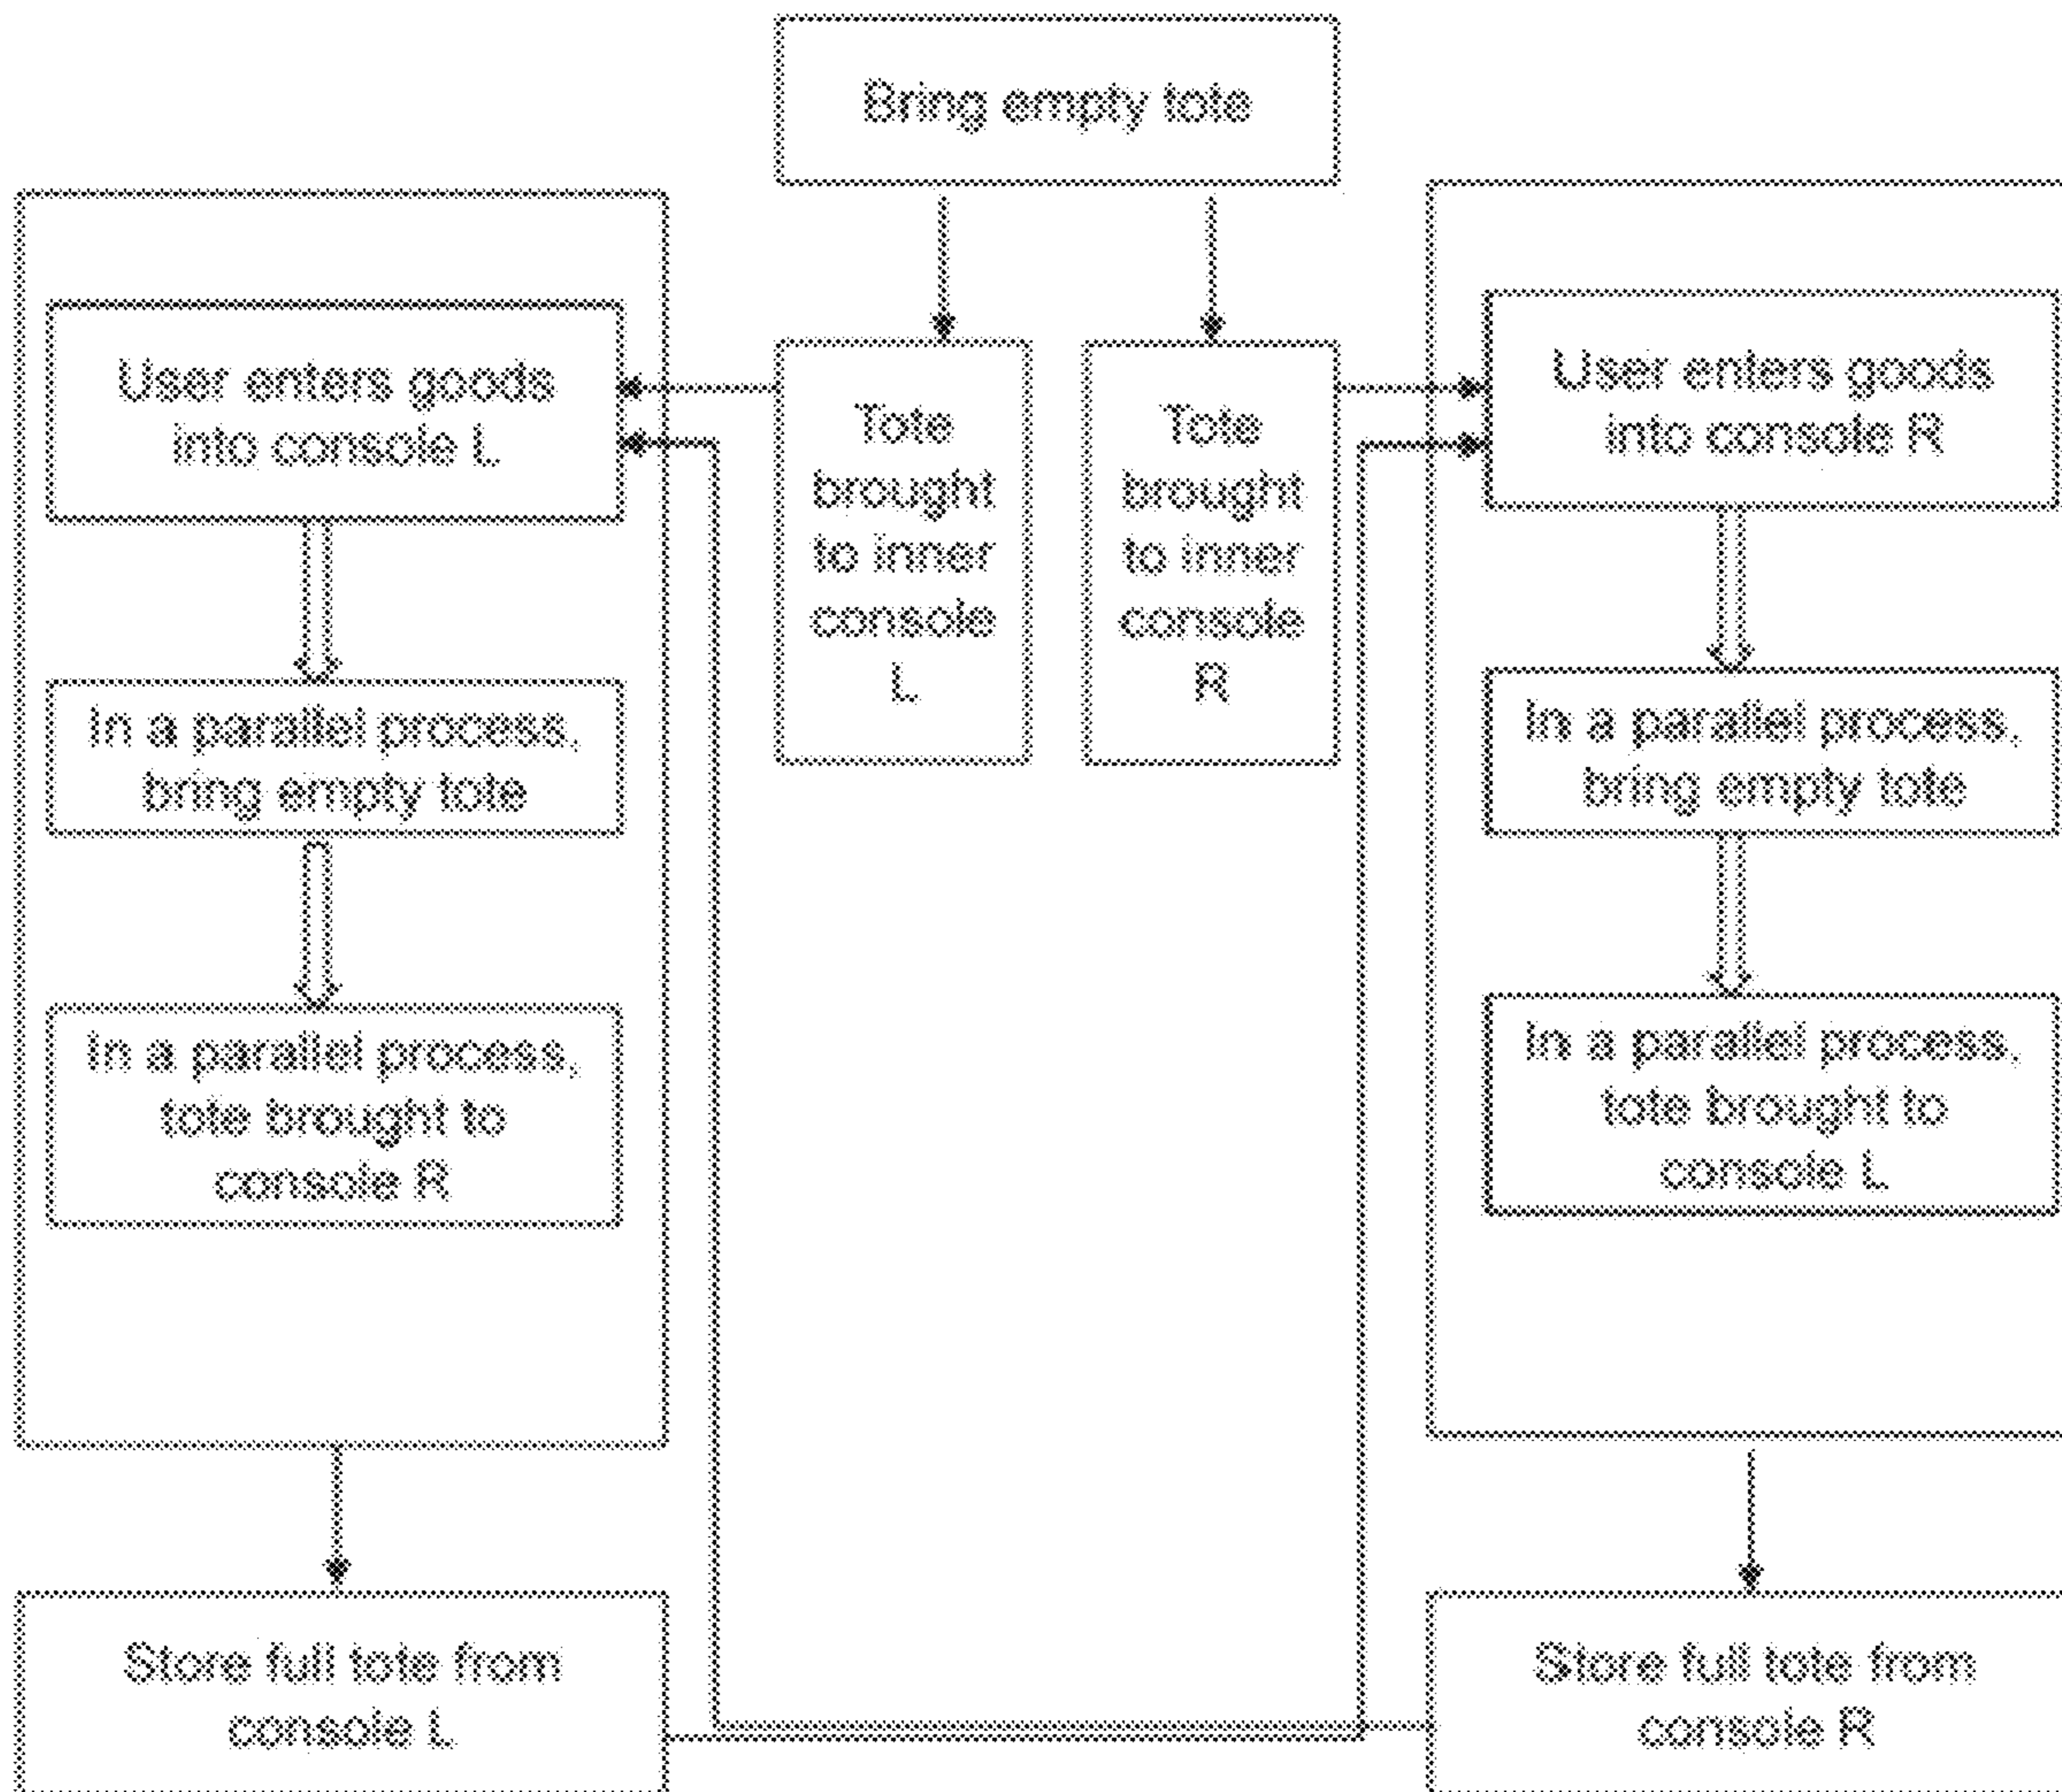 Bring empty tote
User enters goods
into console L
Tote
brought
to inner
console
L
Tote
brought
to inner
console
R
User enters goods
into console R
In a parallel process,
bring empty tote
In a parallel process,
bring empty tote
In a parallel process,
tote brought to
console R
In a parallel process,
tote brought to
console L
Store full tote from
console L
Store full tote from
console R